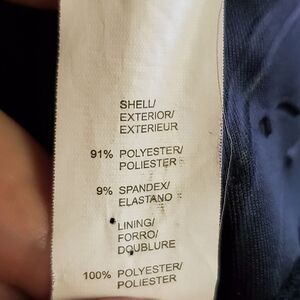 SHELL/
EXTERIOR/
EXTERIEUR
91% POLYESTER/
POLIESTER
9% SPANDEX/
ELASTANO
LINING/
FORRO/
DOUBLURE
100% POLYESTER/
POLIESTER